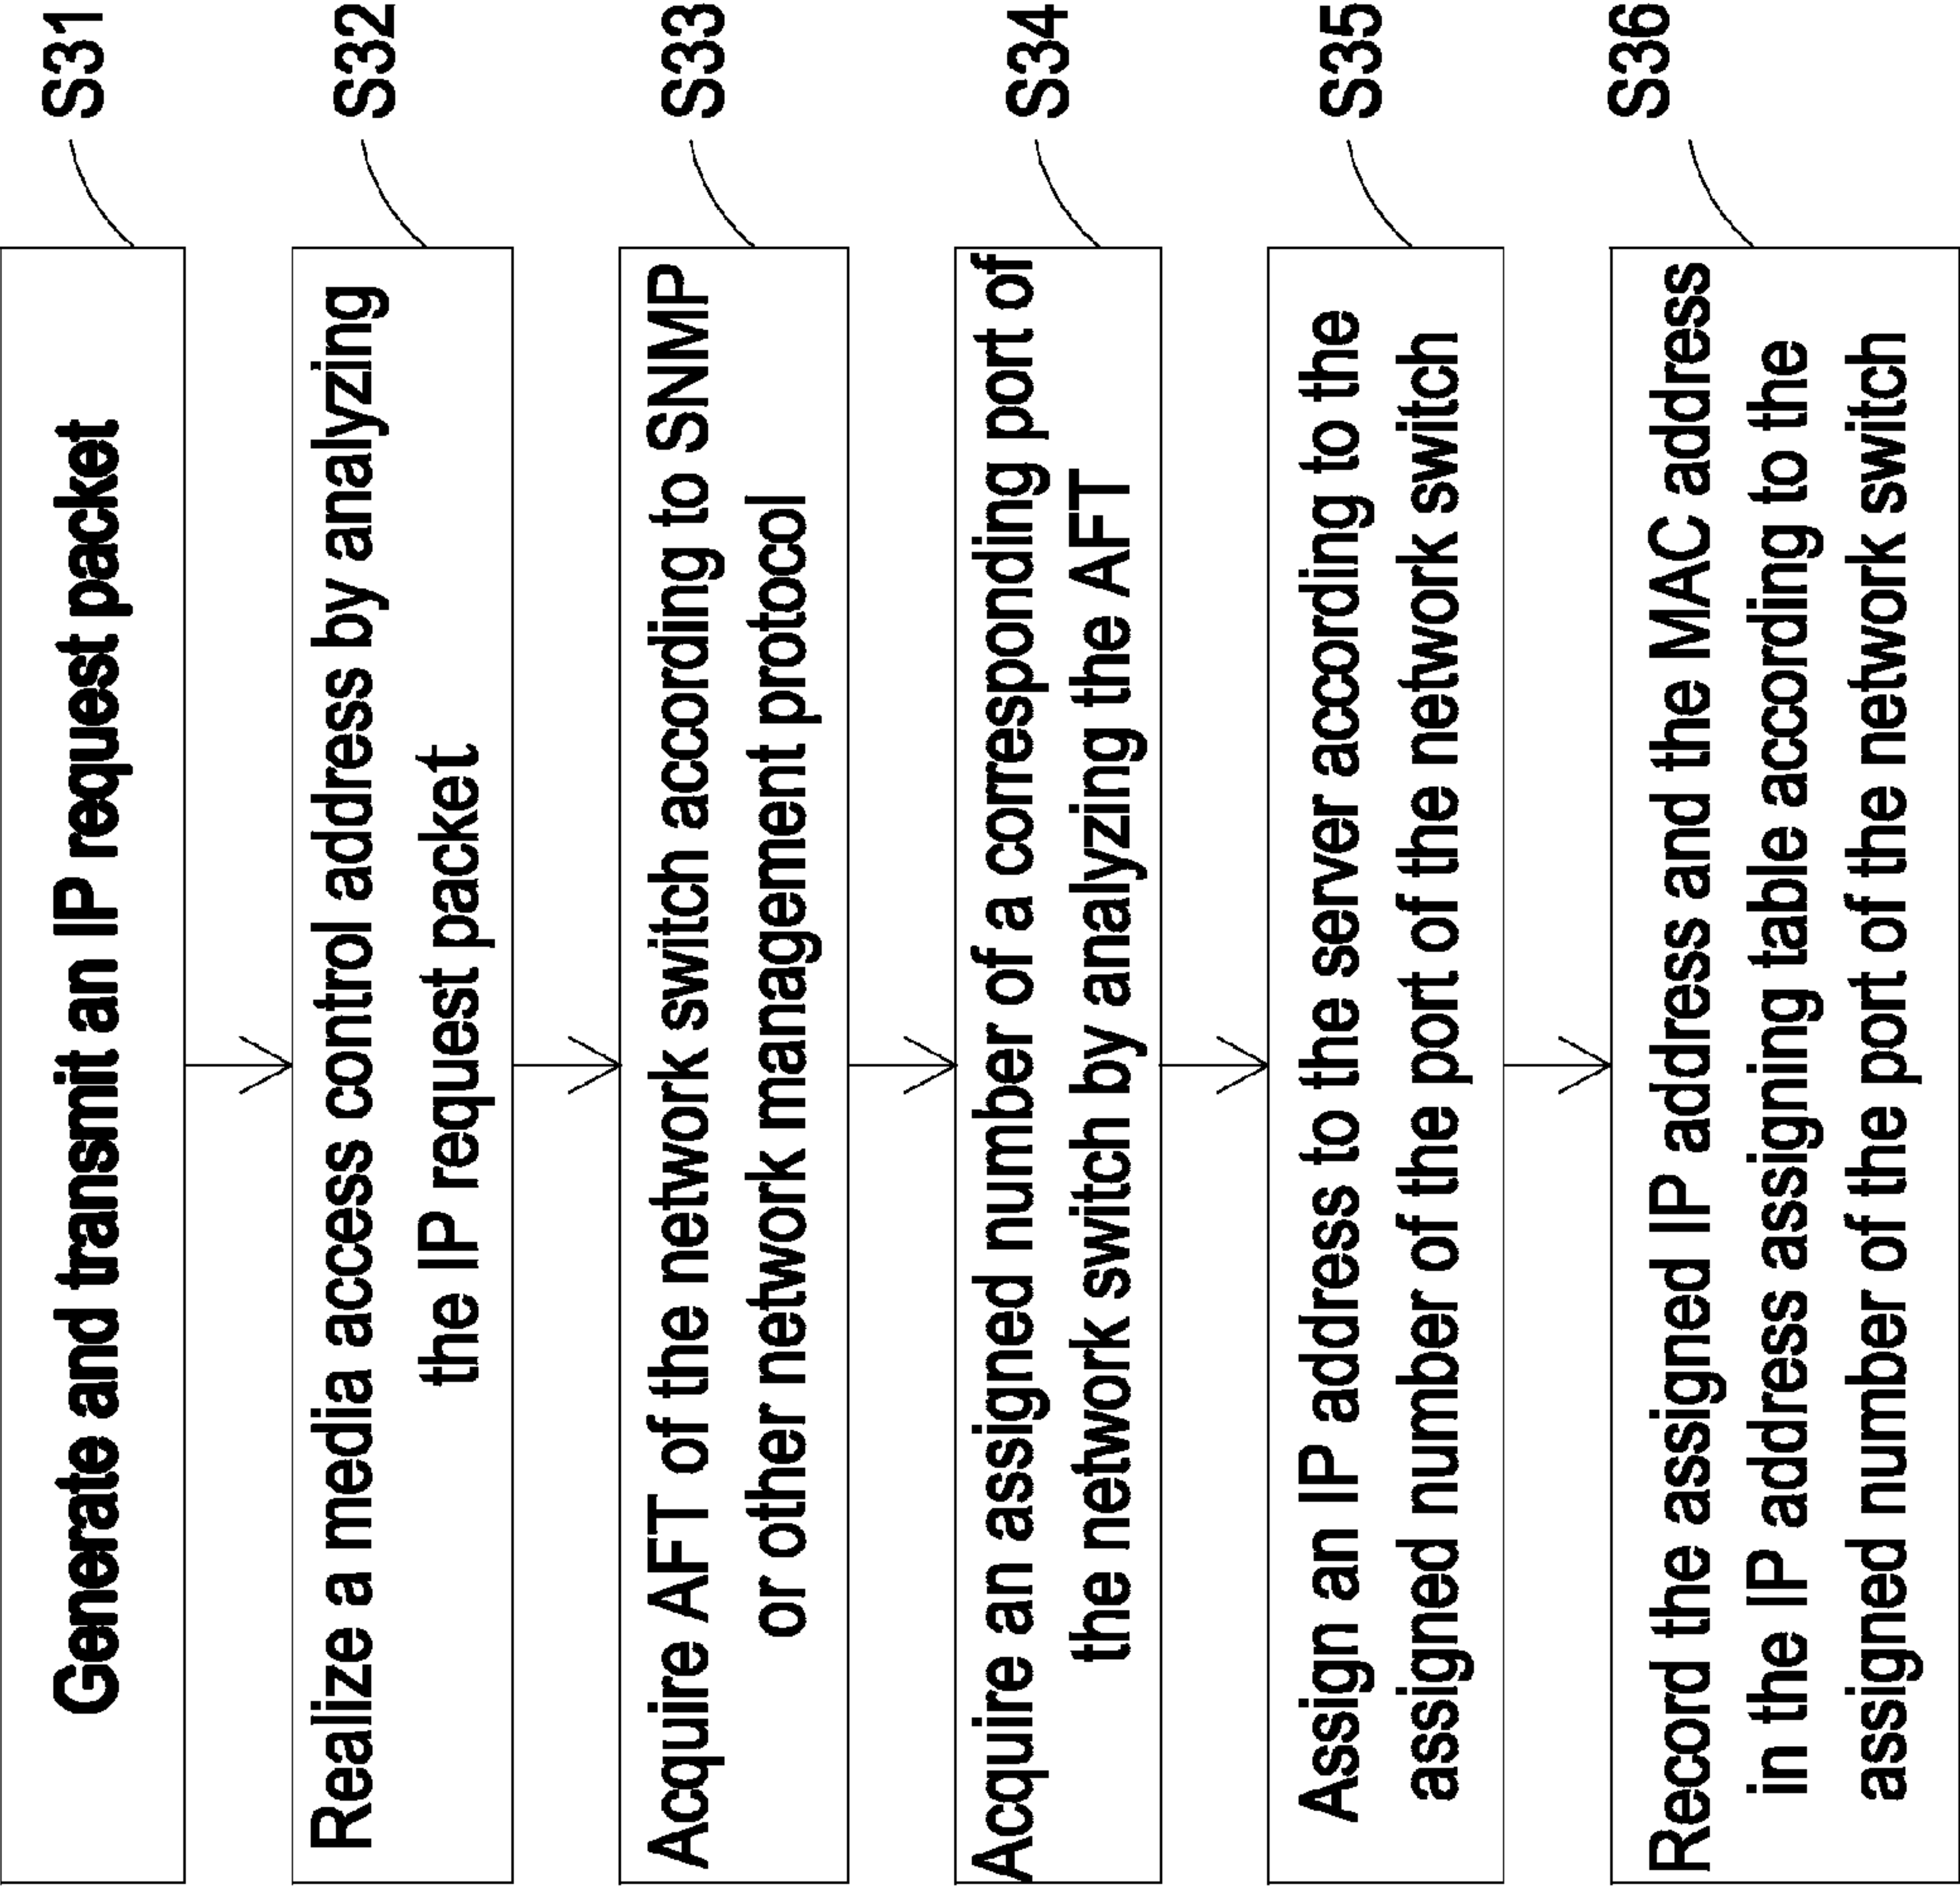 Generate and transmit an IP request packet
S31
Realize a media access control address by analyzing
the IP request packet
S32
Acquire AFT of the network switch according to SNMP
or other network management protocol
S33
Acquire an assigned number of a corresponding port of
the network switch by analyzing the AFT
S34
Assign an IP address to the server according to the
assigned number of the port of the network switch
S35
Record the assigned IP address and the MAC address
in the IP address assigning table according to the
assigned number of the port of the network switch
S36